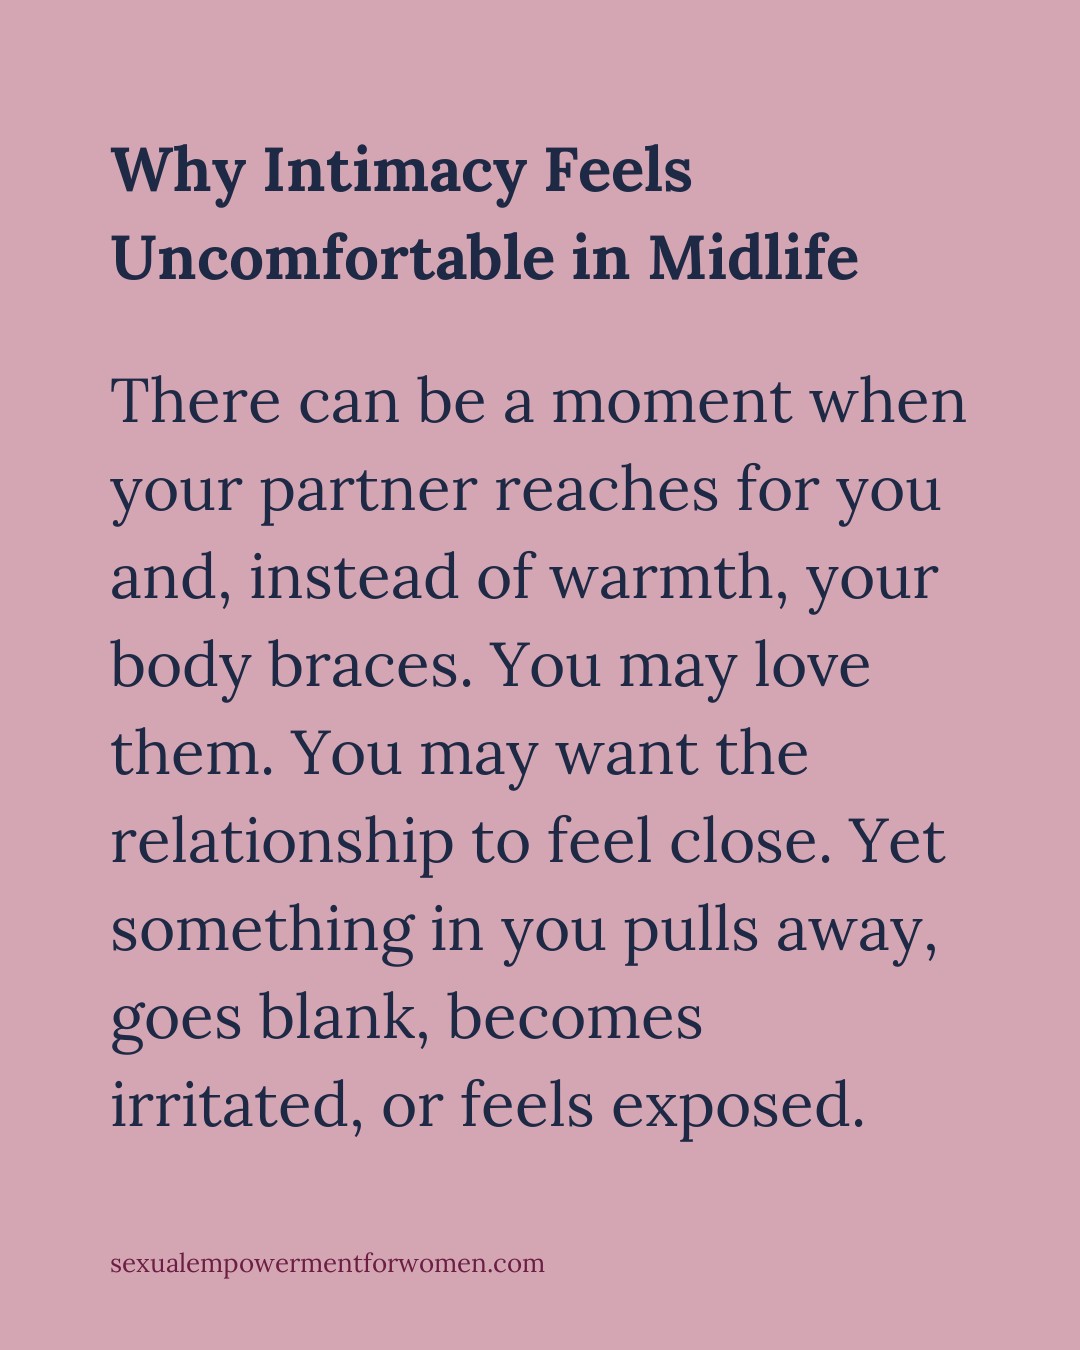 Why Intimacy Feels
Uncomfortable in Midlife
There can be a moment when
your partner reaches for you
and, instead of warmth, your
body braces. You may love
them. You may want the
relationship to feel close. Yet
something in you pulls away,
goes blank, becomes
irritated, or feels exposed.
sexualempowermentforwomen.com